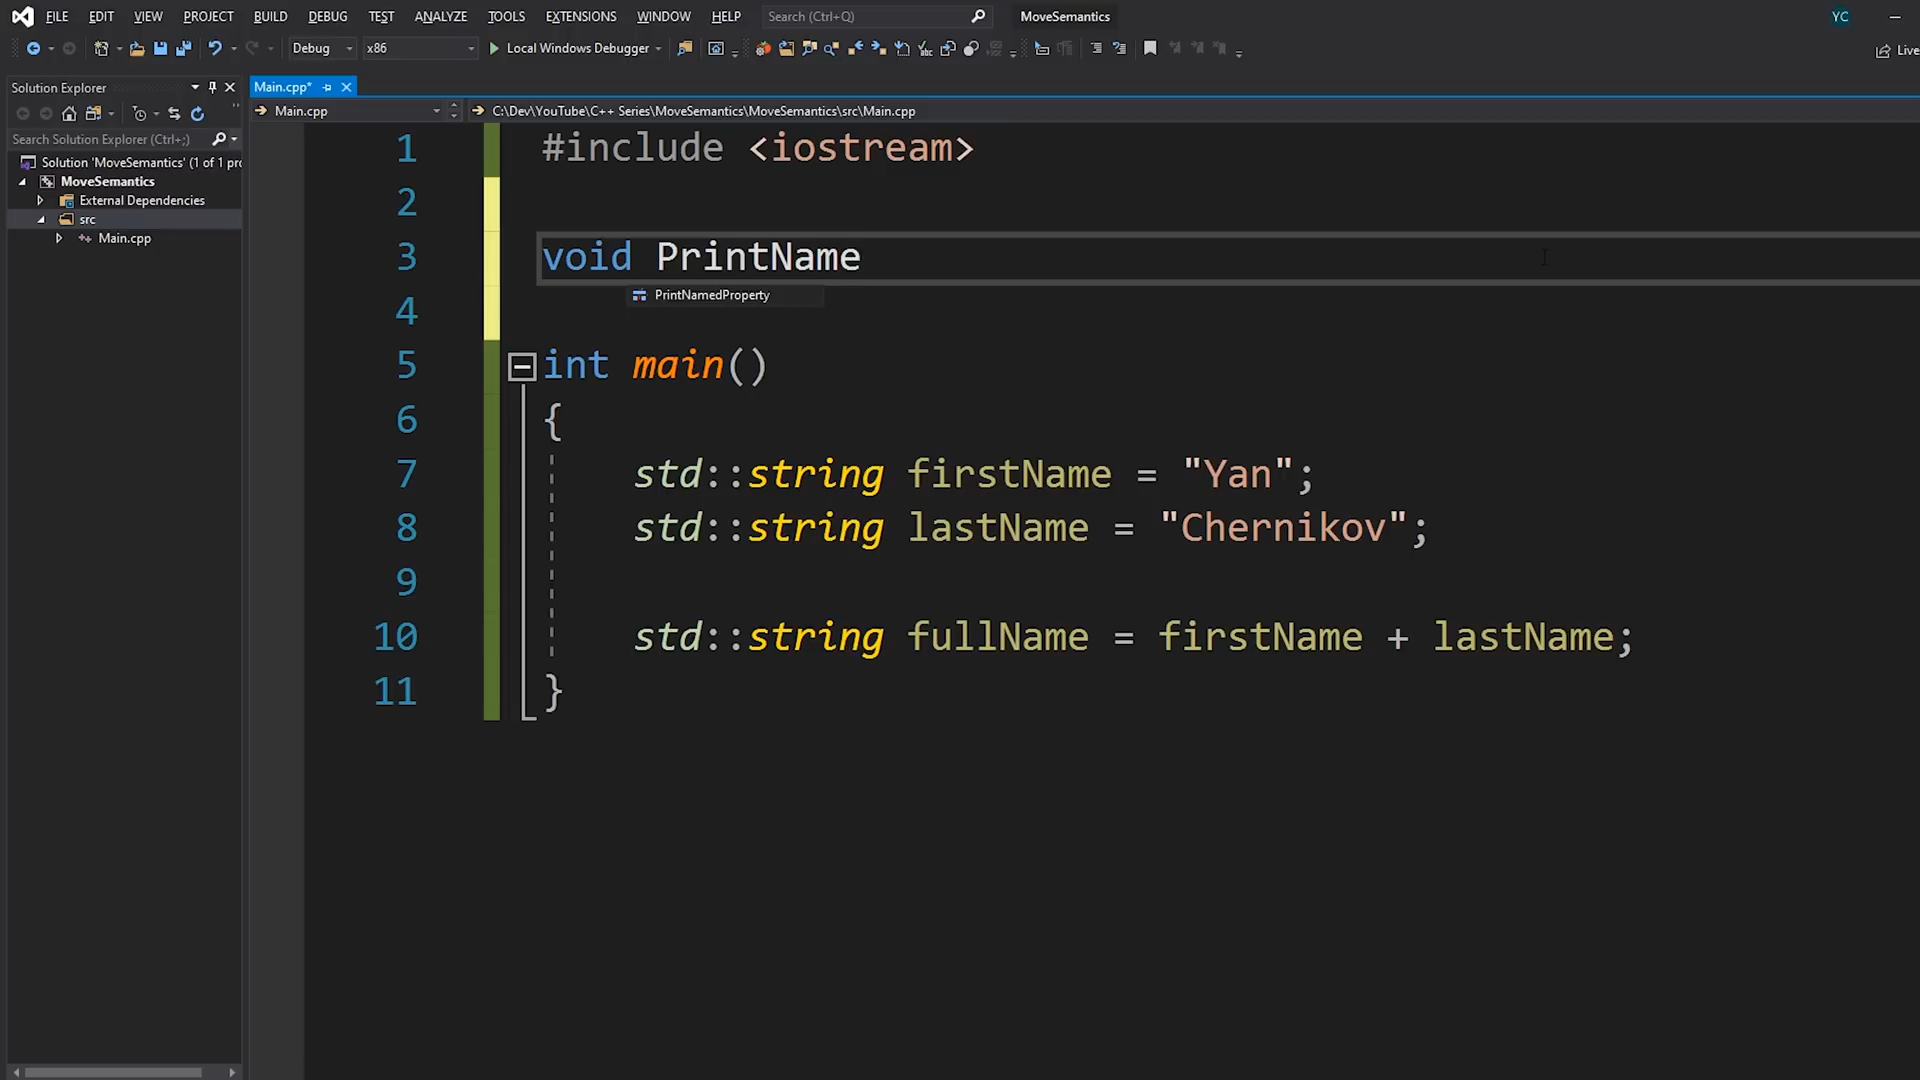 FILE EDIT VIEW PROJECT BUILD DEBUG TEST ANALYZE TOOLS EXTENSIONS WINDOW HELP Search (Ctrl+Q) MoveSemantics YC
Debug x86 Local Windows Debugger Live
Solution Explorer
Main.cpp*
Main.cpp C:\Dev\YouTube\C++ Series\MoveSemantics\MoveSemantics\src\Main.cpp
Search Solution Explorer (Ctrl+;)
Solution 'MoveSemantics' (1 of 1 pro
MoveSemantics
External Dependencies
src
Main.cpp
1 #include <iostream>
2
3 void PrintName
PrintNamedProperty
4
5 int main()
6 {
7 std::string firstName = "Yan";
8 std::string lastName = "Chernikov";
9
10 std::string fullName = firstName + lastName;
11 }